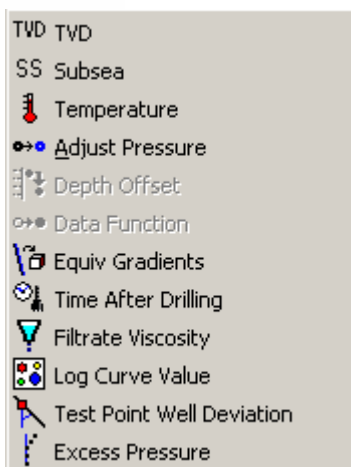 TVD TVD
SS Subsea
Temperature
Adjust Pressure
Depth Offset
Data Function
Equiv Gradients
Time After Drilling
Filtrate Viscosity
Log Curve Value
Test Point Well Deviation
Excess Pressure